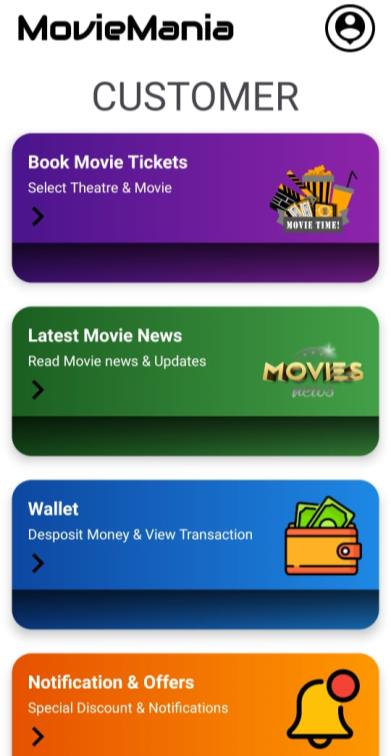 MovieMania
CUSTOMER
Book Movie Tickets
Select Theatre & Movie
MOVIE TIME!
Latest Movie News
Read Movie news & Updates
MOVIES
news
Wallet
Desposit Money & View Transaction
Notification & Offers
Special Discount & Notifications